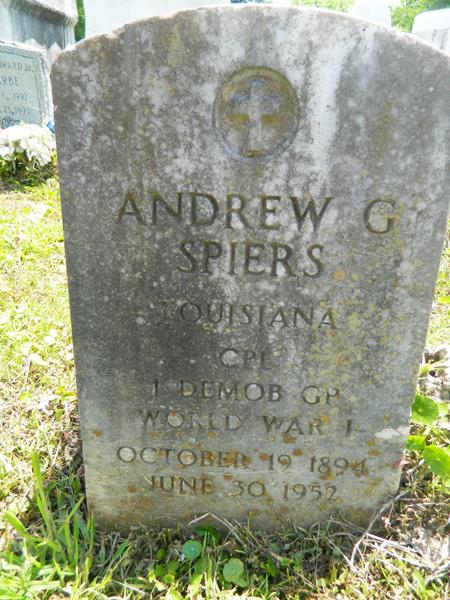 ANDREW G
SPIERS
LOUISIANA
CPL
1 DEMOB GP
WORLD WAR I
OCTOBER 19 1894
JUNE 30 1952